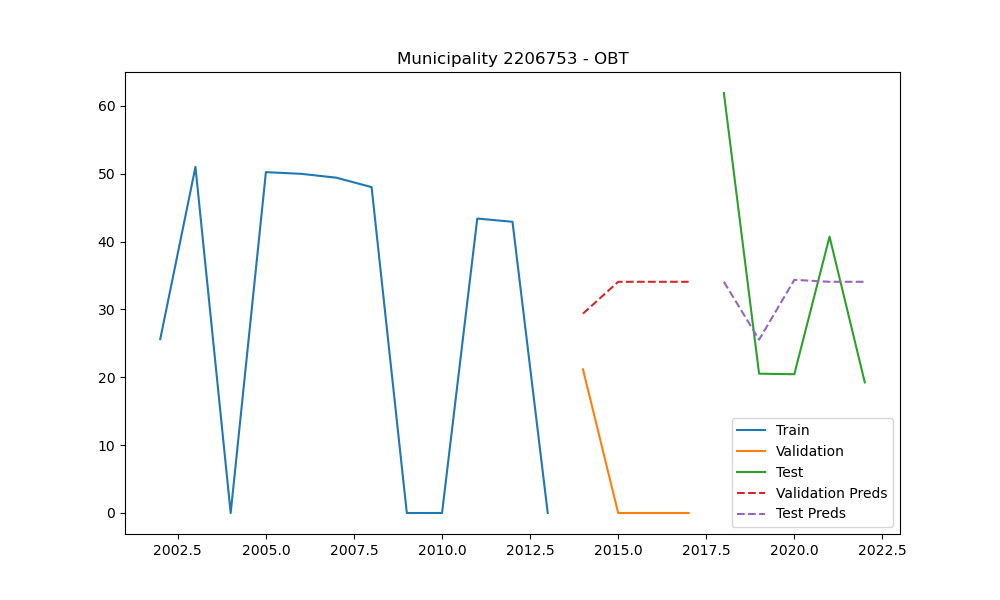 Municipality 2206753 - OBT
60
50
40
30
20
10
0
2002.5 2005.0 2007.5 2010.0 2012.5 2015.0 2017.5 2020.0 2022.5
Train
Validation
Test
Validation Preds
Test Preds